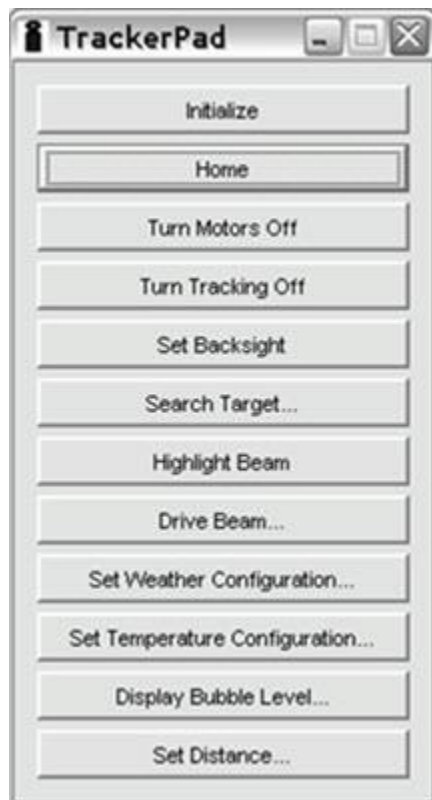 TrackerPad
Initialize
Home
Turn Motors Off
Turn Tracking Off
Set Backsight
Search Target...
Highlight Beam
Drive Beam...
Set Weather Configuration...
Set Temperature Configuration...
Display Bubble Level...
Set Distance...